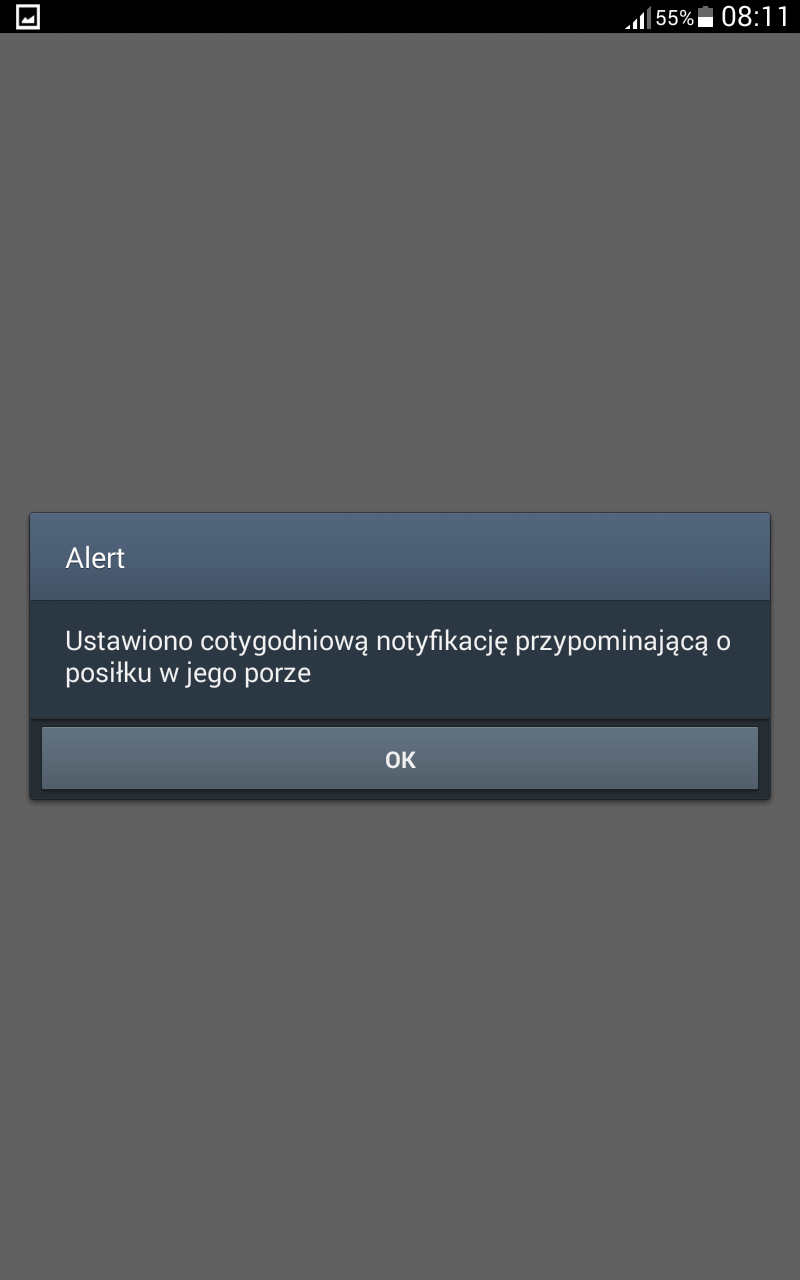 55% 08:11
Alert
Ustawiono cotygodniową notyfikację przypominającą o
posiłku w jego porze
OK